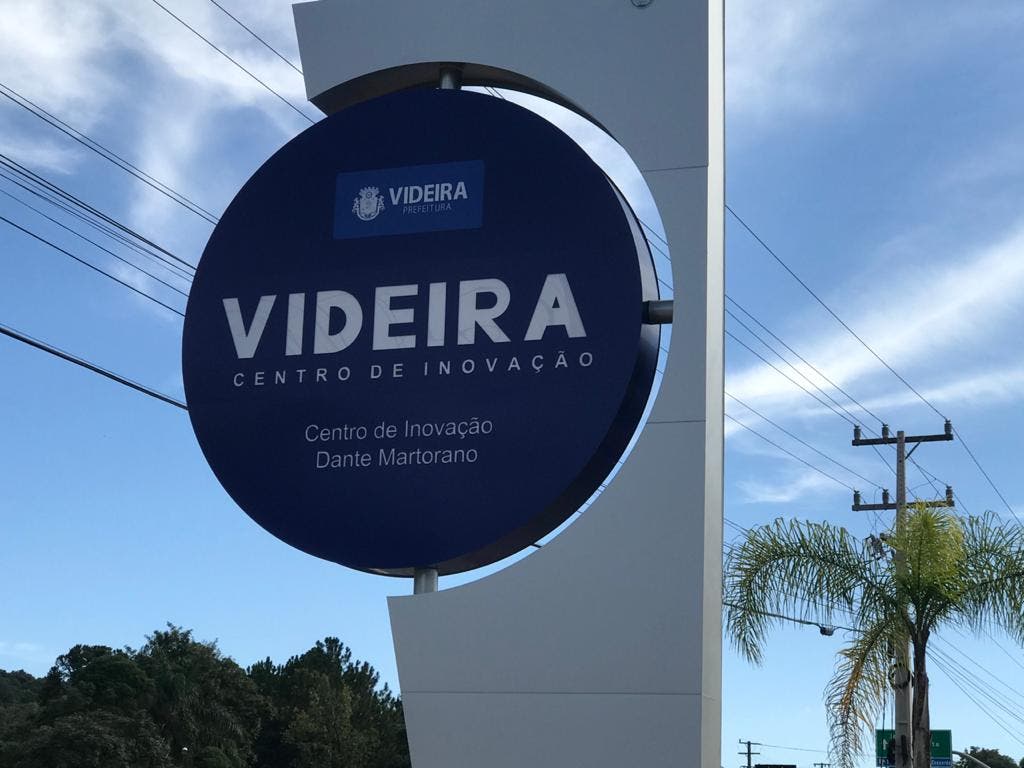 VIDEIRA
PREFEITURA
VIDEIRA
CENTRO DE INOVAÇÃO
Centro de Inovação
Dante Martorano